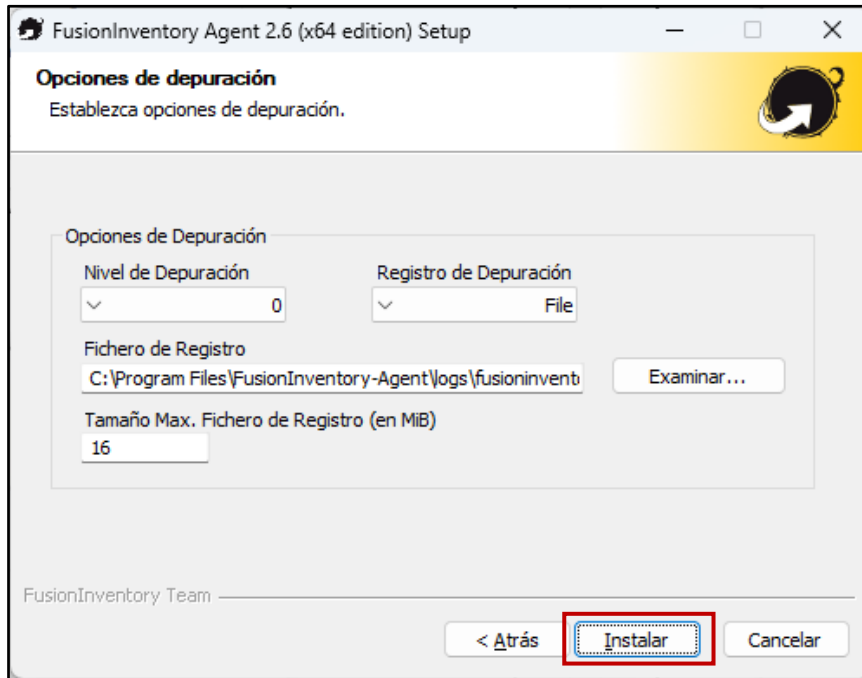 FusionInventory Agent 2.6 (x64 edition) Setup
Opciones de depuración
Establezca opciones de depuración.
Opciones de Depuración
Nivel de Depuración Registro de Depuración
0 File
Fichero de Registro
C:\Program Files\FusionInventory-Agent\logs\fusioninvento Examinar...
Tamaño Max. Fichero de Registro (en MiB)
16
FusionInventory Team
< Atrás Instalar Cancelar